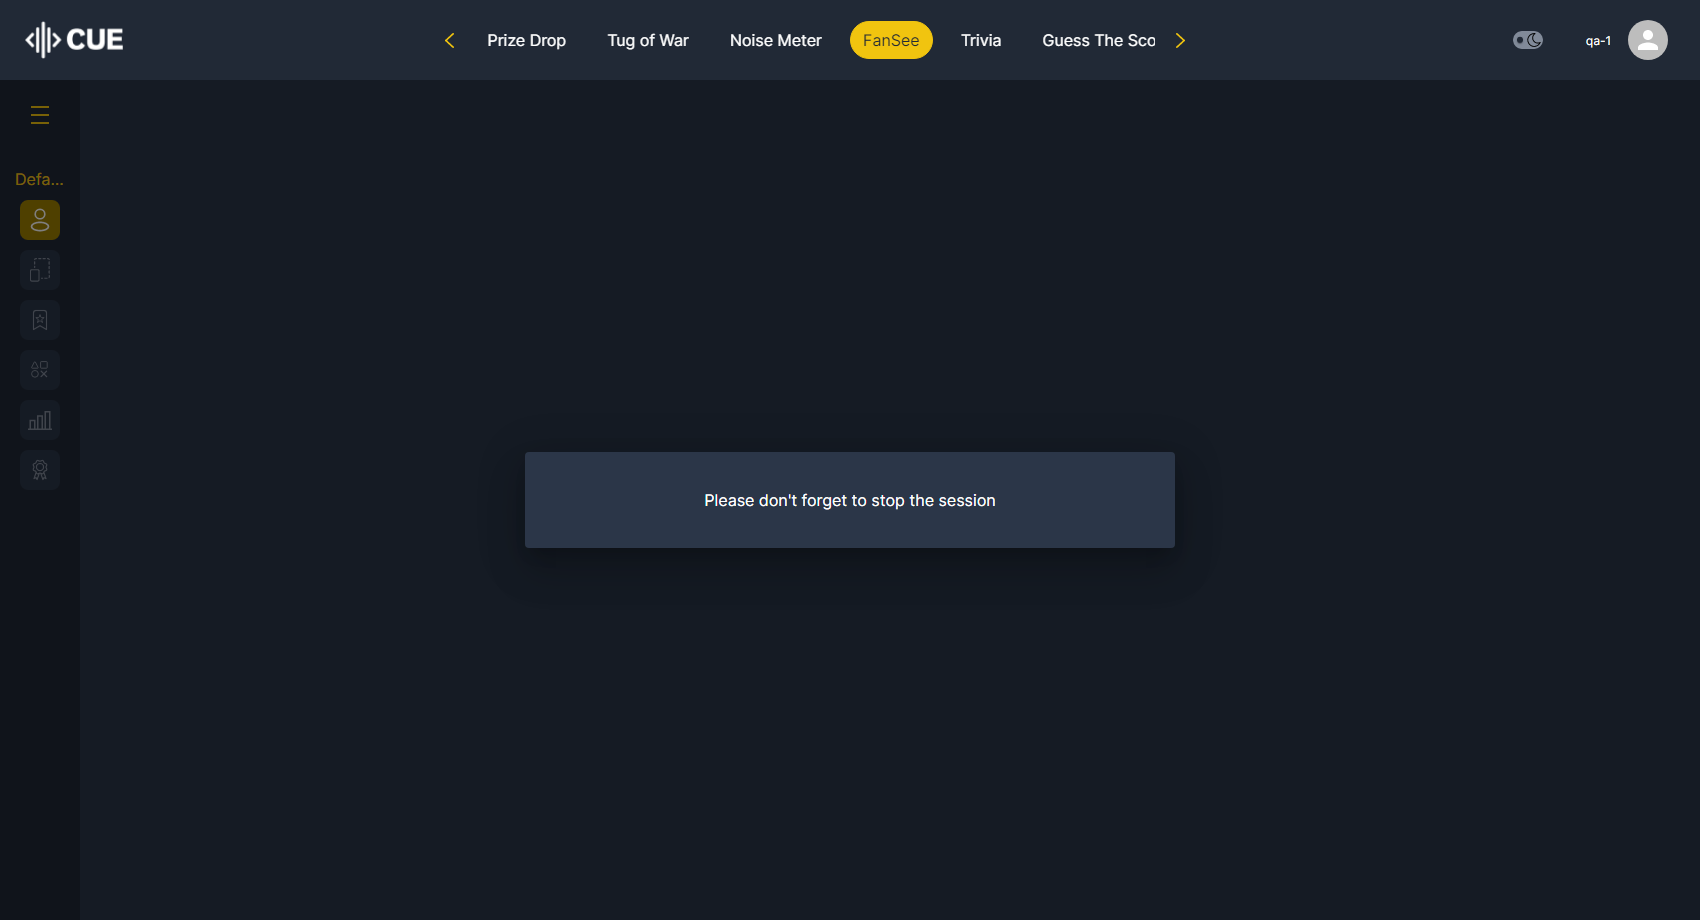 CUE
Prize Drop
Tug of War
Noise Meter
FanSee
Trivia
Guess The Sco
qa-1
Defa...
Please don't forget to stop the session